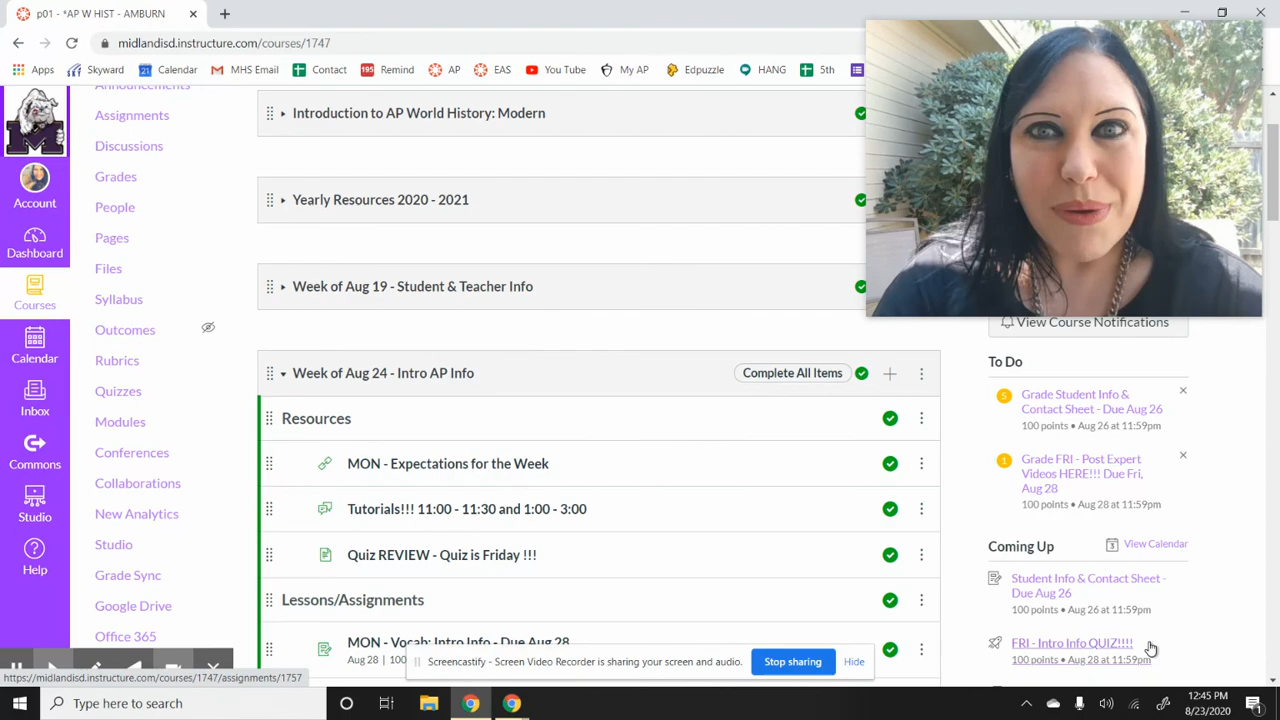 p01 - *AP W HIST - AMBURN
midlandisd.instructure.com/courses/1747
Apps
Skyward
Calendar
MHS Email
Contact
Remind
AP
EAS
You Tube
My AP
Edpuzzle
HANG
5th
Announcements
Assignments
Discussions
Grades
People
Pages
Files
Syllabus
Outcomes
Rubrics
Quizzes
Modules
Conferences
Collaborations
New Analytics
Studio
Grade Sync
Google Drive
Office 365
M
Account
Dashboard
Courses
Calendar
Inbox
Commons
Studio
Help
Introduction to AP World History: Modern
Yearly Resources 2020 - 2021
Week of Aug 19 - Student & Teacher Info
Week of Aug 24 - Intro AP Info
Complete All Items
Resources
MON - Expectations for the Week
Tutorials!!! 11:00 - 11:30 and 1:00 - 3:00
Quiz REVIEW - Quiz is Friday !!!
Lessons/Assignments
MON - Vocab: Intro Info - Due Aug 28
Aug 28
View Course Notifications
To Do
5
Grade Student Info &
Contact Sheet - Due Aug 26
100 points • Aug 26 at 11:59pm
1
Grade FRI - Post Expert
Videos HERE!!! Due Fri,
Aug 28
100 points • Aug 28 at 11:59pm
Coming Up
View Calendar
Student Info & Contact Sheet -
Due Aug 26
100 points • Aug 26 at 11:59pm
FRI - Intro Info QUIZ!!!!
100 points • Aug 28 at 11:59pm
Screencastify - Screen Video Recorder is sharing your screen and audio.
Stop sharing
Hide
https://midlandisd.instructure.com/courses/1747/assignments/1757
Type here to search
12:45 PM
8/23/2020
1